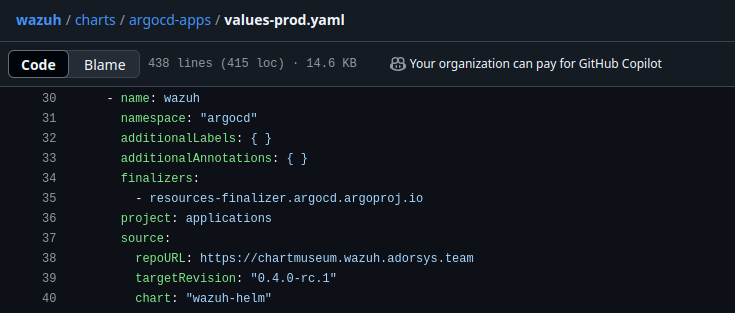 wazuh / charts / argocd-apps / values-prod.yaml
Code Blame 438 lines (415 loc) · 14.6 KB Your organization can pay for GitHub Copilot
30 - name: wazuh
31 namespace: "argocd"
32 additionalLabels: { }
33 additionalAnnotations: { }
34 finalizers:
35 - resources-finalizer.argocd.argoproj.io
36 project: applications
37 source:
38 repoURL: https://chartmuseum.wazuh.adorsys.team
39 targetRevision: "0.4.0-rc.1"
40 chart: "wazuh-helm"